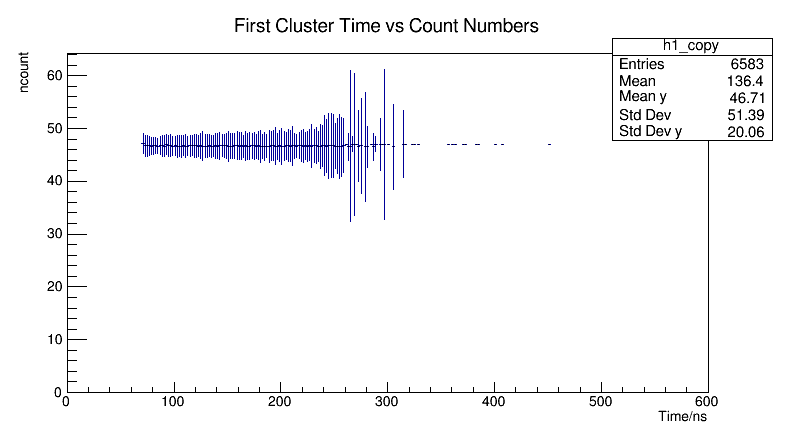 First Cluster Time vs Count Numbers
h1_copy
Entries 6583
Mean 136.4
Mean y 46.71
Std Dev 51.39
Std Dev y 20.06
ncount
60
50
40
30
20
10
0
0 100 200 300 400 500 600
Time/ns